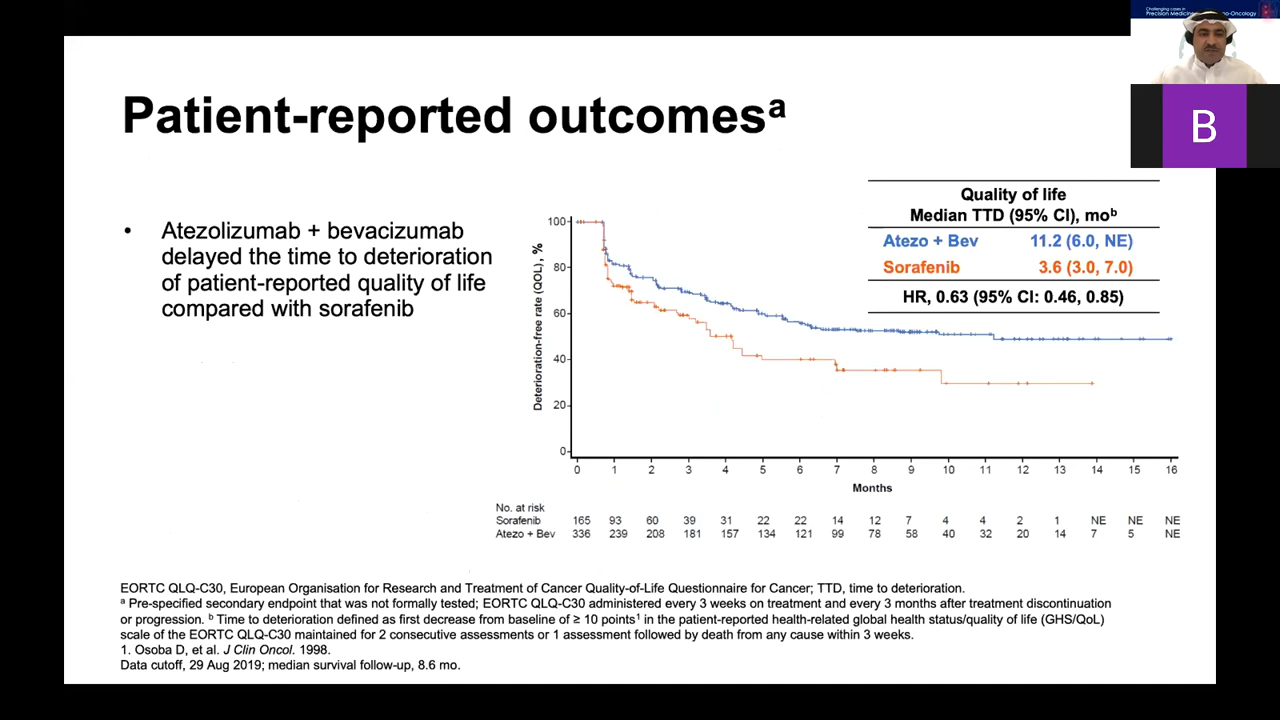 Challenging cases in
Precision Medicine
no-Oncology
B
Patient-reported outcomesᵃ
• Atezolizumab + bevacizumab
delayed the time to deterioration
of patient-reported quality of life
compared with sorafenib
Quality of life
Median TTD (95% CI), moᵇ
Atezo + Bev 11.2 (6.0, NE)
Sorafenib 3.6 (3.0, 7.0)
HR, 0.63 (95% CI: 0.46, 0.85)
Deterioration-free rate (QOL), %
100
80
60
40
20
0
0 1 2 3 4 5 6 7 8 9 10 11 12 13 14 15 16
Months
No. at risk
Sorafenib 165 93 60 39 31 22 22 14 12 7 4 4 2 1 NE NE NE
Atezo + Bev 336 239 208 181 157 134 121 99 78 58 40 32 20 14 7 5 NE
EORTC QLQ-C30, European Organisation for Research and Treatment of Cancer Quality-of-Life Questionnaire for Cancer; TTD, time to deterioration.
ᵃ Pre-specified secondary endpoint that was not formally tested; EORTC QLQ-C30 administered every 3 weeks on treatment and every 3 months after treatment discontinuation
or progression. ᵇ Time to deterioration defined as first decrease from baseline of ≥ 10 points¹ in the patient-reported health-related global health status/quality of life (GHS/QoL)
scale of the EORTC QLQ-C30 maintained for 2 consecutive assessments or 1 assessment followed by death from any cause within 3 weeks.
1. Osoba D, et al. J Clin Oncol. 1998.
Data cutoff, 29 Aug 2019; median survival follow-up, 8.6 mo.